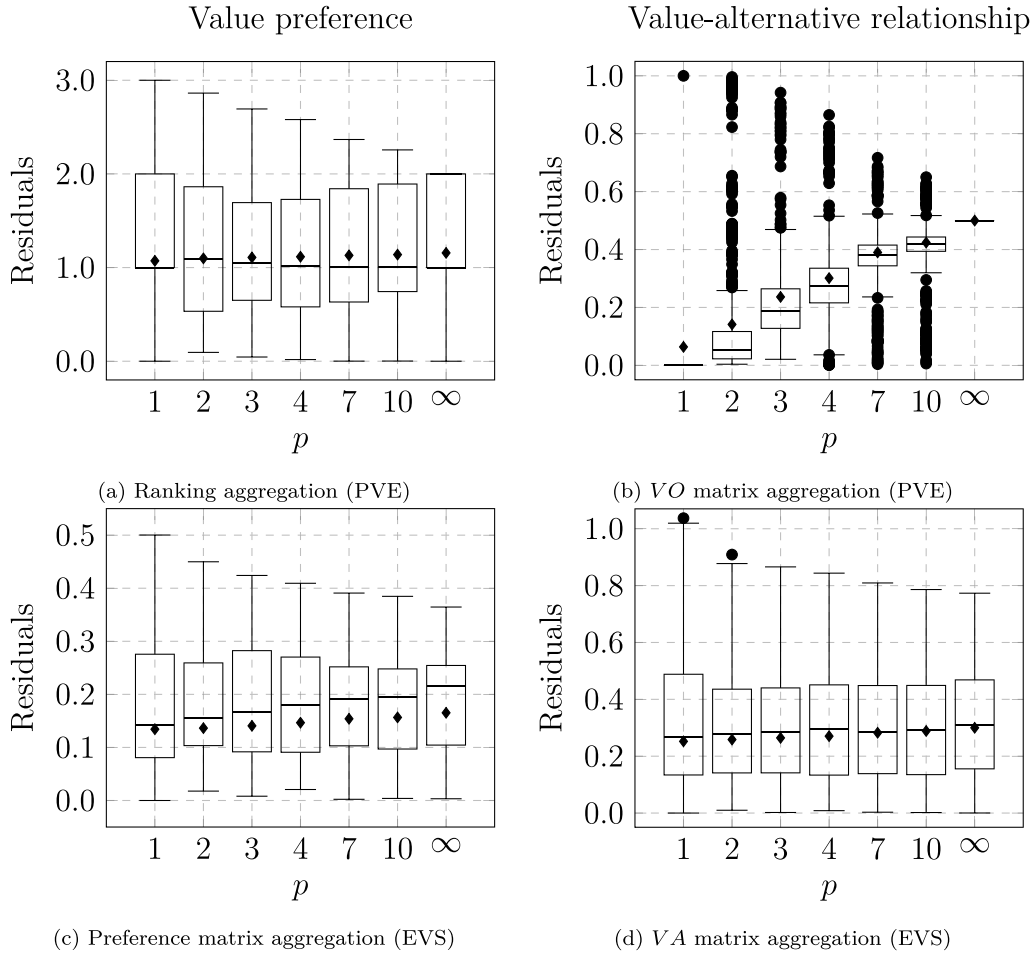 Value preference
Value-alternative relationship
3.0
2.0
1.0
0.0
Residuals
1 2 3 4 7 10 ∞
p
(a) Ranking aggregation (PVE)
1.0
0.8
0.6
0.4
0.2
0.0
Residuals
1 2 3 4 7 10 ∞
p
(b) VO matrix aggregation (PVE)
0.5
0.4
0.3
0.2
0.1
0.0
Residuals
1 2 3 4 7 10 ∞
p
(c) Preference matrix aggregation (EVS)
1.0
0.8
0.6
0.4
0.2
0.0
Residuals
1 2 3 4 7 10 ∞
p
(d) VA matrix aggregation (EVS)